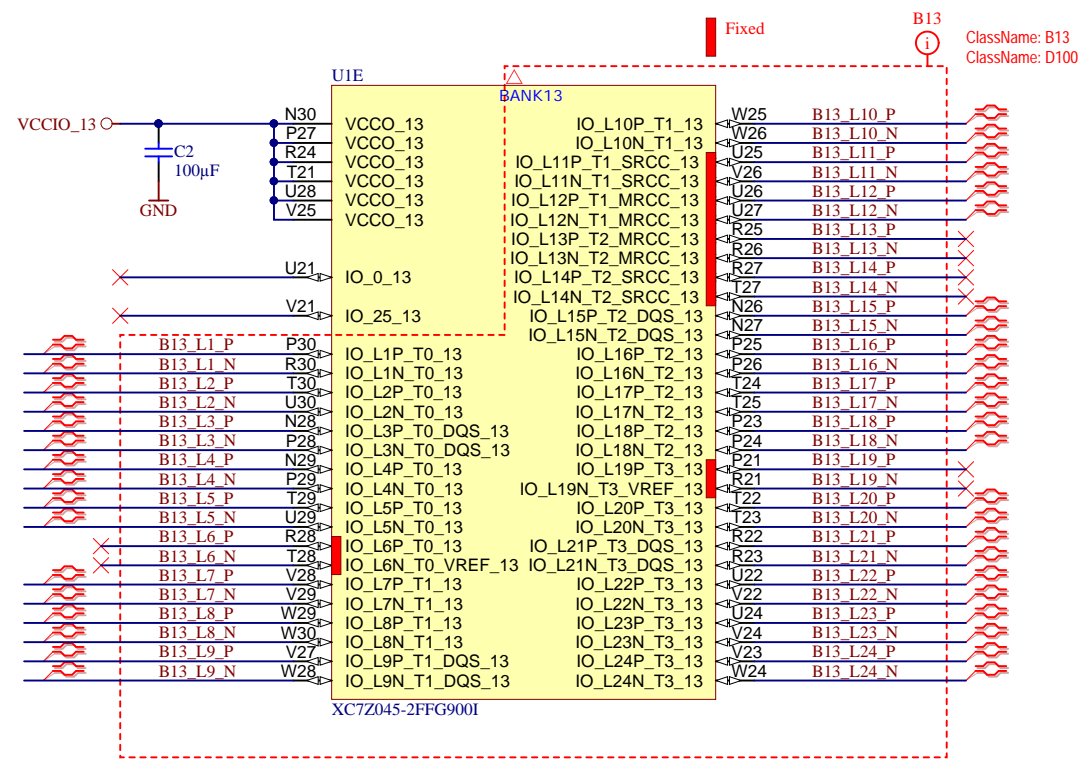 B13
Fixed
i
ClassName: B13
ClassName: D100
U1E
BANK13
VCCIO_13
C2
100µF
GND
N30 VCCO_13
P27 VCCO_13
R24 VCCO_13
T21 VCCO_13
U28 VCCO_13
V25 VCCO_13
U21 IO_0_13
V21 IO_25_13
B13_L1_P P30 IO_L1P_T0_13
B13_L1_N R30 IO_L1N_T0_13
B13_L2_P T30 IO_L2P_T0_13
B13_L2_N U30 IO_L2N_T0_13
B13_L3_P N28 IO_L3P_T0_DQS_13
B13_L3_N P28 IO_L3N_T0_DQS_13
B13_L4_P N29 IO_L4P_T0_13
B13_L4_N P29 IO_L4N_T0_13
B13_L5_P T29 IO_L5P_T0_13
B13_L5_N U29 IO_L5N_T0_13
B13_L6_P R28 IO_L6P_T0_13
B13_L6_N T28 IO_L6N_T0_VREF_13
B13_L7_P V28 IO_L7P_T1_13
B13_L7_N V29 IO_L7N_T1_13
B13_L8_P W29 IO_L8P_T1_13
B13_L8_N W30 IO_L8N_T1_13
B13_L9_P V27 IO_L9P_T1_DQS_13
B13_L9_N W28 IO_L9N_T1_DQS_13
IO_L10P_T1_13 W25 B13_L10_P
IO_L10N_T1_13 W26 B13_L10_N
IO_L11P_T1_SRCC_13 U25 B13_L11_P
IO_L11N_T1_SRCC_13 V26 B13_L11_N
IO_L12P_T1_MRCC_13 U26 B13_L12_P
IO_L12N_T1_MRCC_13 U27 B13_L12_N
IO_L13P_T2_MRCC_13 R25 B13_L13_P
IO_L13N_T2_MRCC_13 R26 B13_L13_N
IO_L14P_T2_SRCC_13 R27 B13_L14_P
IO_L14N_T2_SRCC_13 T27 B13_L14_N
IO_L15P_T2_DQS_13 N26 B13_L15_P
IO_L15N_T2_DQS_13 N27 B13_L15_N
IO_L16P_T2_13 P25 B13_L16_P
IO_L16N_T2_13 P26 B13_L16_N
IO_L17P_T2_13 T24 B13_L17_P
IO_L17N_T2_13 T25 B13_L17_N
IO_L18P_T2_13 P23 B13_L18_P
IO_L18N_T2_13 P24 B13_L18_N
IO_L19P_T3_13 P21 B13_L19_P
IO_L19N_T3_VREF_13 R21 B13_L19_N
IO_L20P_T3_13 T22 B13_L20_P
IO_L20N_T3_13 T23 B13_L20_N
IO_L21P_T3_DQS_13 R22 B13_L21_P
IO_L21N_T3_DQS_13 R23 B13_L21_N
IO_L22P_T3_13 U22 B13_L22_P
IO_L22N_T3_13 V22 B13_L22_N
IO_L23P_T3_13 U24 B13_L23_P
IO_L23N_T3_13 V24 B13_L23_N
IO_L24P_T3_13 V23 B13_L24_P
IO_L24N_T3_13 W24 B13_L24_N
XC7Z045-2FFG900I